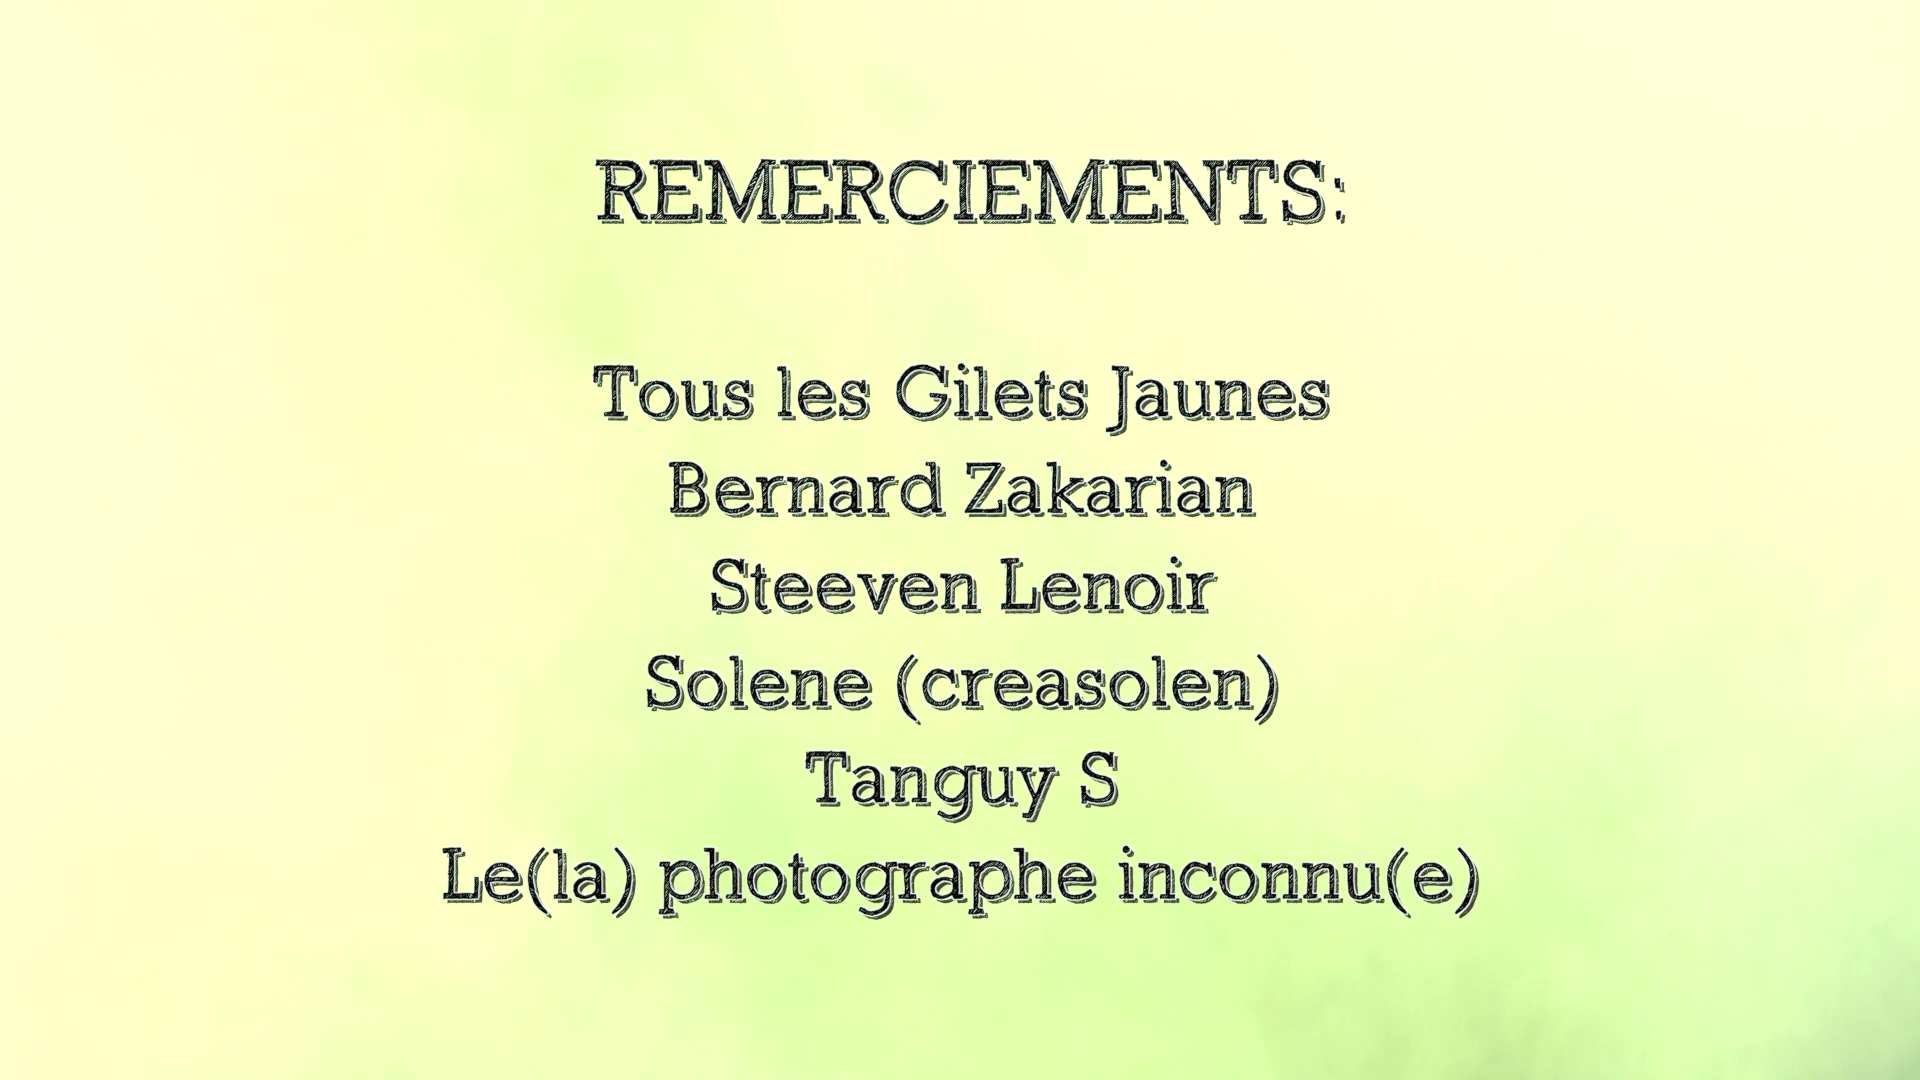 REMERCIEMENTS:
Tous les Gilets Jaunes
Bernard Zakarian
Steeven Lenoir
Solene (creasolen)
Tanguy S
Le(la) photographe inconnu(e)